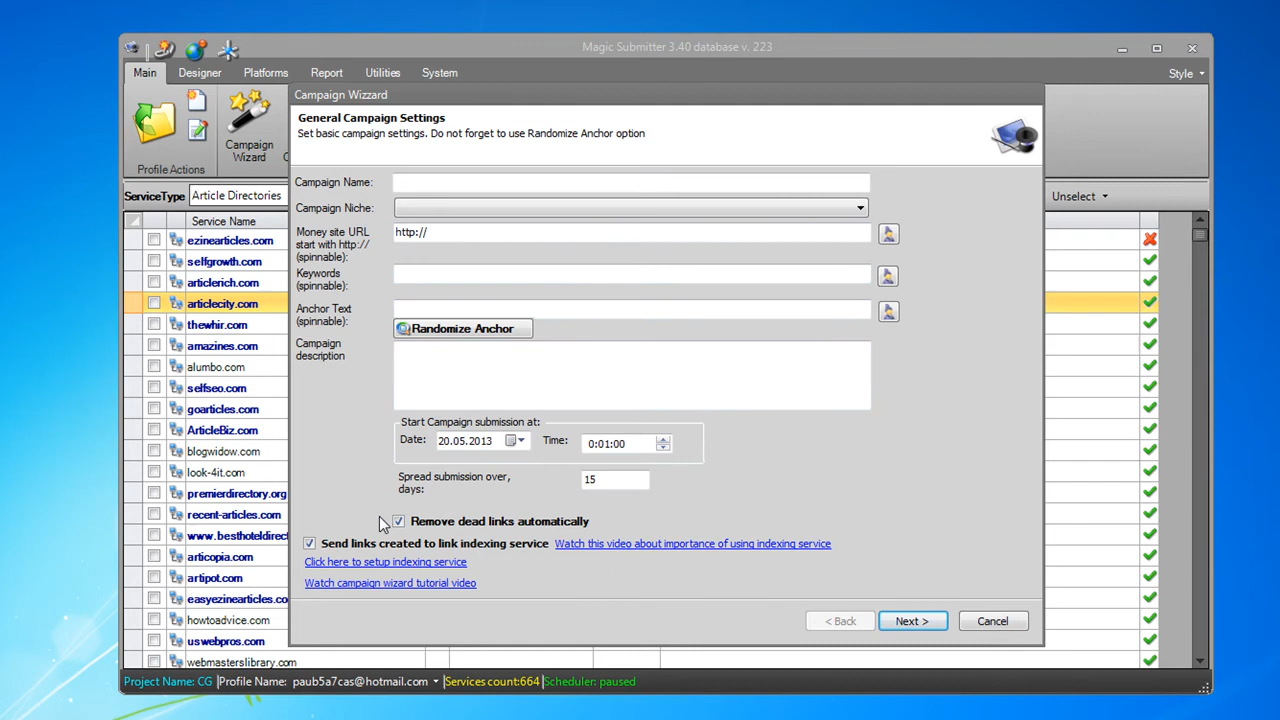 Magic Submitter 3.40 database v. 223
Main Designer Platforms Report Utilities System Style
Campaign Wizzard
General Campaign Settings
Set basic campaign settings. Do not forget to use Randomize Anchor option
Campaign
Wizard
Profile Actions
ServiceType Article Directories Unselect
Service Name
Campaign Name:
Campaign Niche:
Money site URL
start with http://
(spinnable):
http://
Keywords
(spinnable):
Anchor Text
(spinnable):
Randomize Anchor
Campaign
description
Start Campaign submission at:
Date: 20.05.2013 Time: 0:01:00
Spread submission over,
days:
15
Remove dead links automatically
Send links created to link indexing service Watch this video about importance of using indexing service
Click here to setup indexing service
Watch campaign wizard tutorial video
< Back Next > Cancel
ezinearticles.com
selfgrowth.com
articlerich.com
articlecity.com
thewhir.com
amazines.com
alumbo.com
selfseo.com
goarticles.com
ArticleBiz.com
blogwidow.com
look-4it.com
premierdirectory.org
recent-articles.com
www.besthoteldirect
articopia.com
artipot.com
easyezinearticles.co
howtoadvice.com
uswebpros.com
webmasterslibrary.com
Project Name: CG |Profile Name: paub5a7cas@hotmail.com |Services count:664|Scheduler: paused